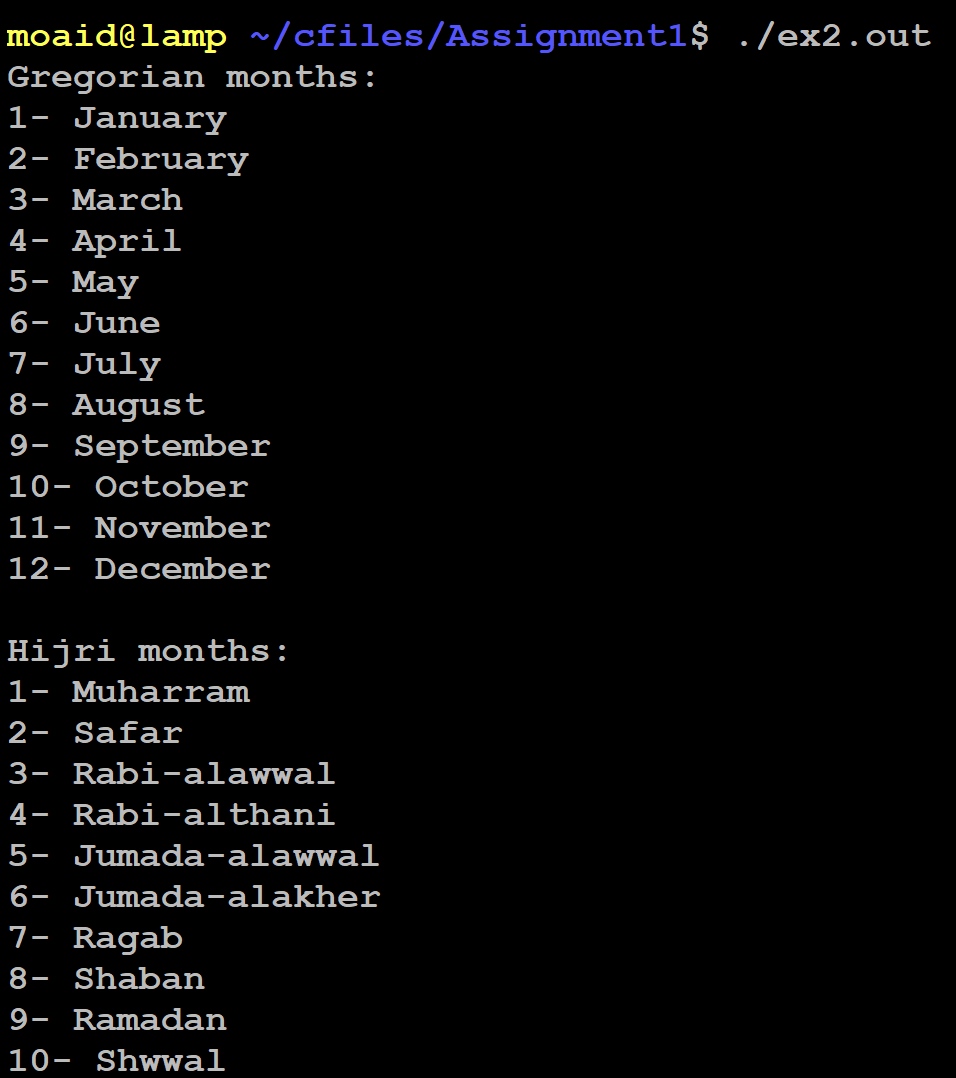 moaid@lamp ~/cfiles/Assignment1$ ./ex2.out
Gregorian months:
1- January
2- February
3- March
4- April
5- May
6- June
7- July
8- August
9- September
10- October
11- November
12- December
Hijri months:
1- Muharram
2- Safar
3- Rabi-alawwal
4- Rabi-althani
5- Jumada-alawwal
6- Jumada-alakher
7- Ragab
8- Shaban
9- Ramadan
10- Shwwal